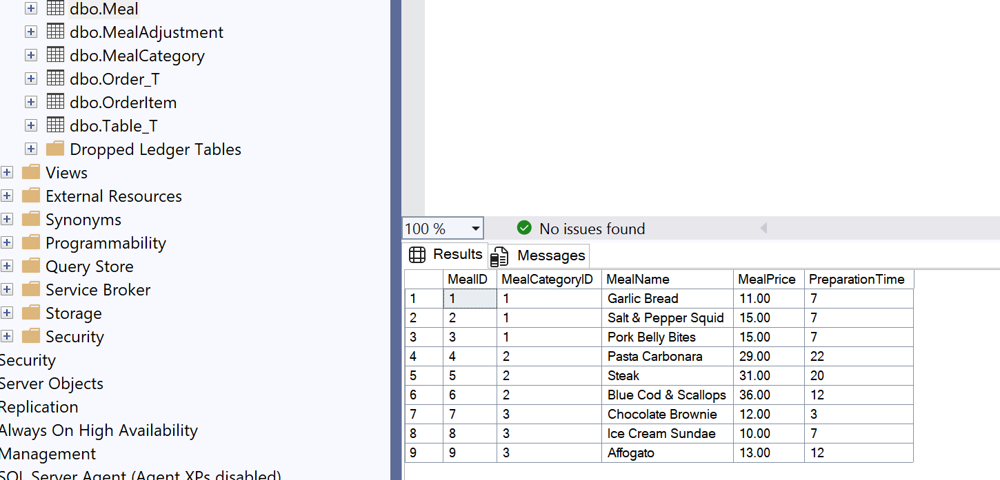 dbo.Meal
dbo.MealAdjustment
dbo.MealCategory
dbo.Order_T
dbo.OrderItem
dbo.Table_T
Dropped Ledger Tables
Views
External Resources
Synonyms
Programmability
Query Store
Service Broker
Storage
Security
Security
Server Objects
Replication
Always On High Availability
Management
SQL Server Agent (Agent XPs disabled)
100 %
No issues found
Results Messages
MealID MealCategoryID MealName MealPrice PreparationTime
1 1 1 Garlic Bread 11.00 7
2 2 1 Salt & Pepper Squid 15.00 7
3 3 1 Pork Belly Bites 15.00 7
4 4 2 Pasta Carbonara 29.00 22
5 5 2 Steak 31.00 20
6 6 2 Blue Cod & Scallops 36.00 12
7 7 3 Chocolate Brownie 12.00 3
8 8 3 Ice Cream Sundae 10.00 7
9 9 3 Affogato 13.00 12